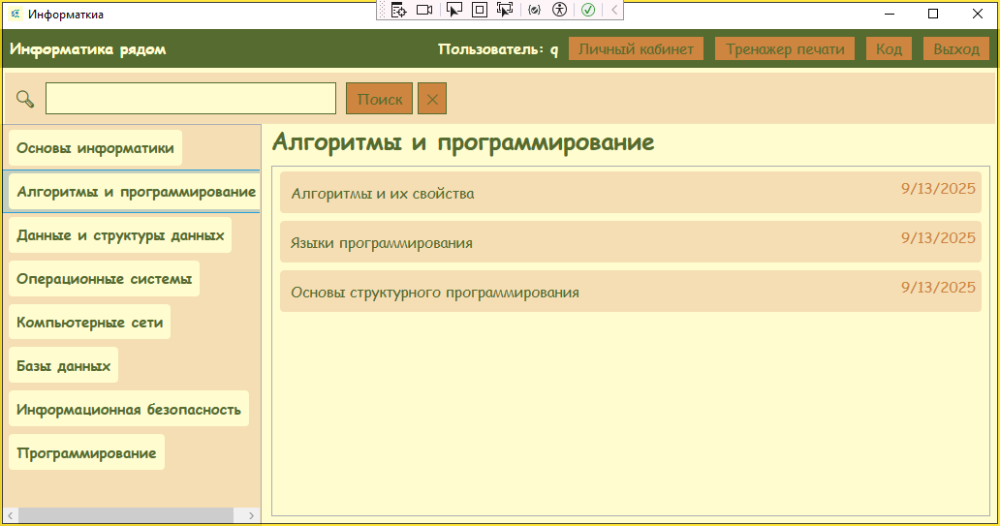 Информаткиа
Информатика рядом
Пользователь: q
Личный кабинет
Тренажер печати
Код
Выход
Поиск
×
Основы информатики
Алгоритмы и программирование
Данные и структуры данных
Операционные системы
Компьютерные сети
Базы данных
Информационная безопасность
Программирование
Алгоритмы и программирование
Алгоритмы и их свойства
9/13/2025
Языки программирования
9/13/2025
Основы структурного программирования
9/13/2025